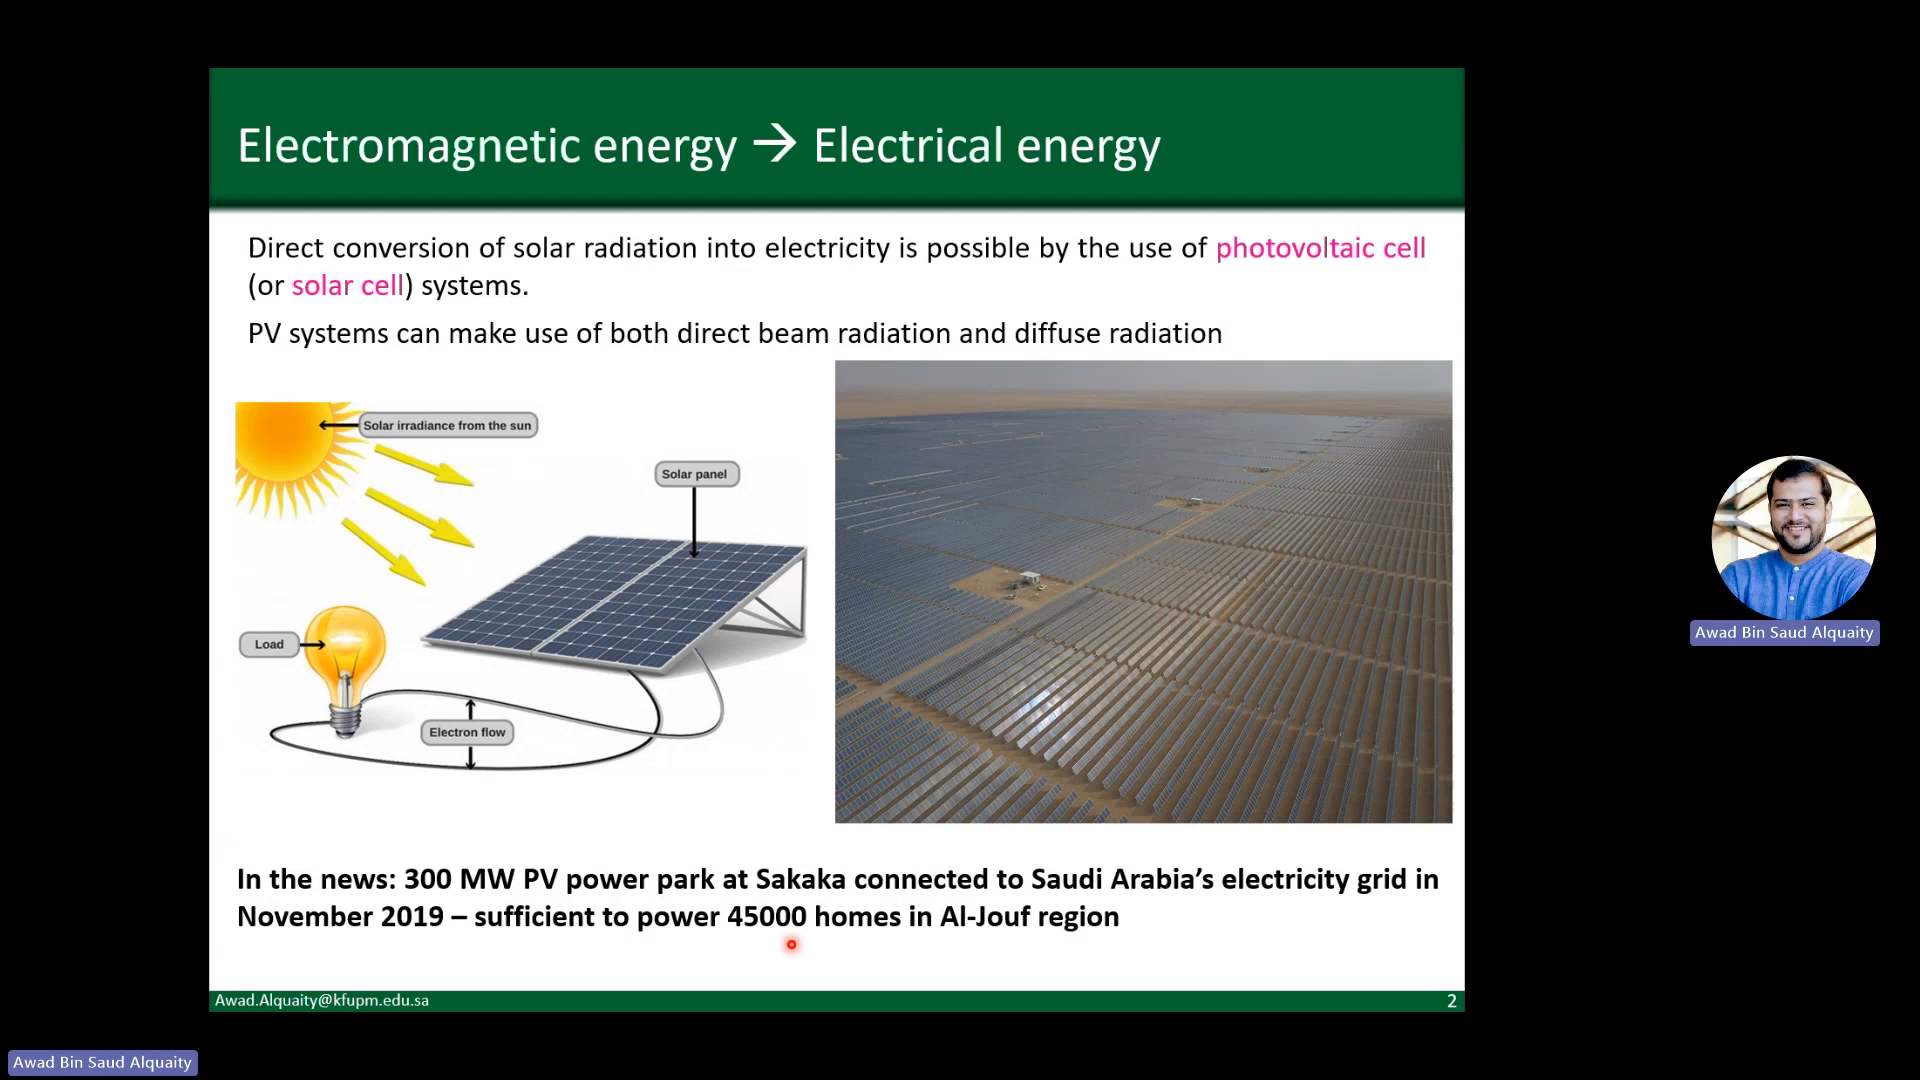 Electromagnetic energy → Electrical energy
Direct conversion of solar radiation into electricity is possible by the use of photovoltaic cell
(or solar cell) systems.
PV systems can make use of both direct beam radiation and diffuse radiation
Solar irradiance from the sun
Solar panel
Load
Electron flow
In the news: 300 MW PV power park at Sakaka connected to Saudi Arabia’s electricity grid in
November 2019 – sufficient to power 45000 homes in Al-Jouf region
Awad.Alquaity@kfupm.edu.sa
2
Awad Bin Saud Alquaity
Awad Bin Saud Alquaity